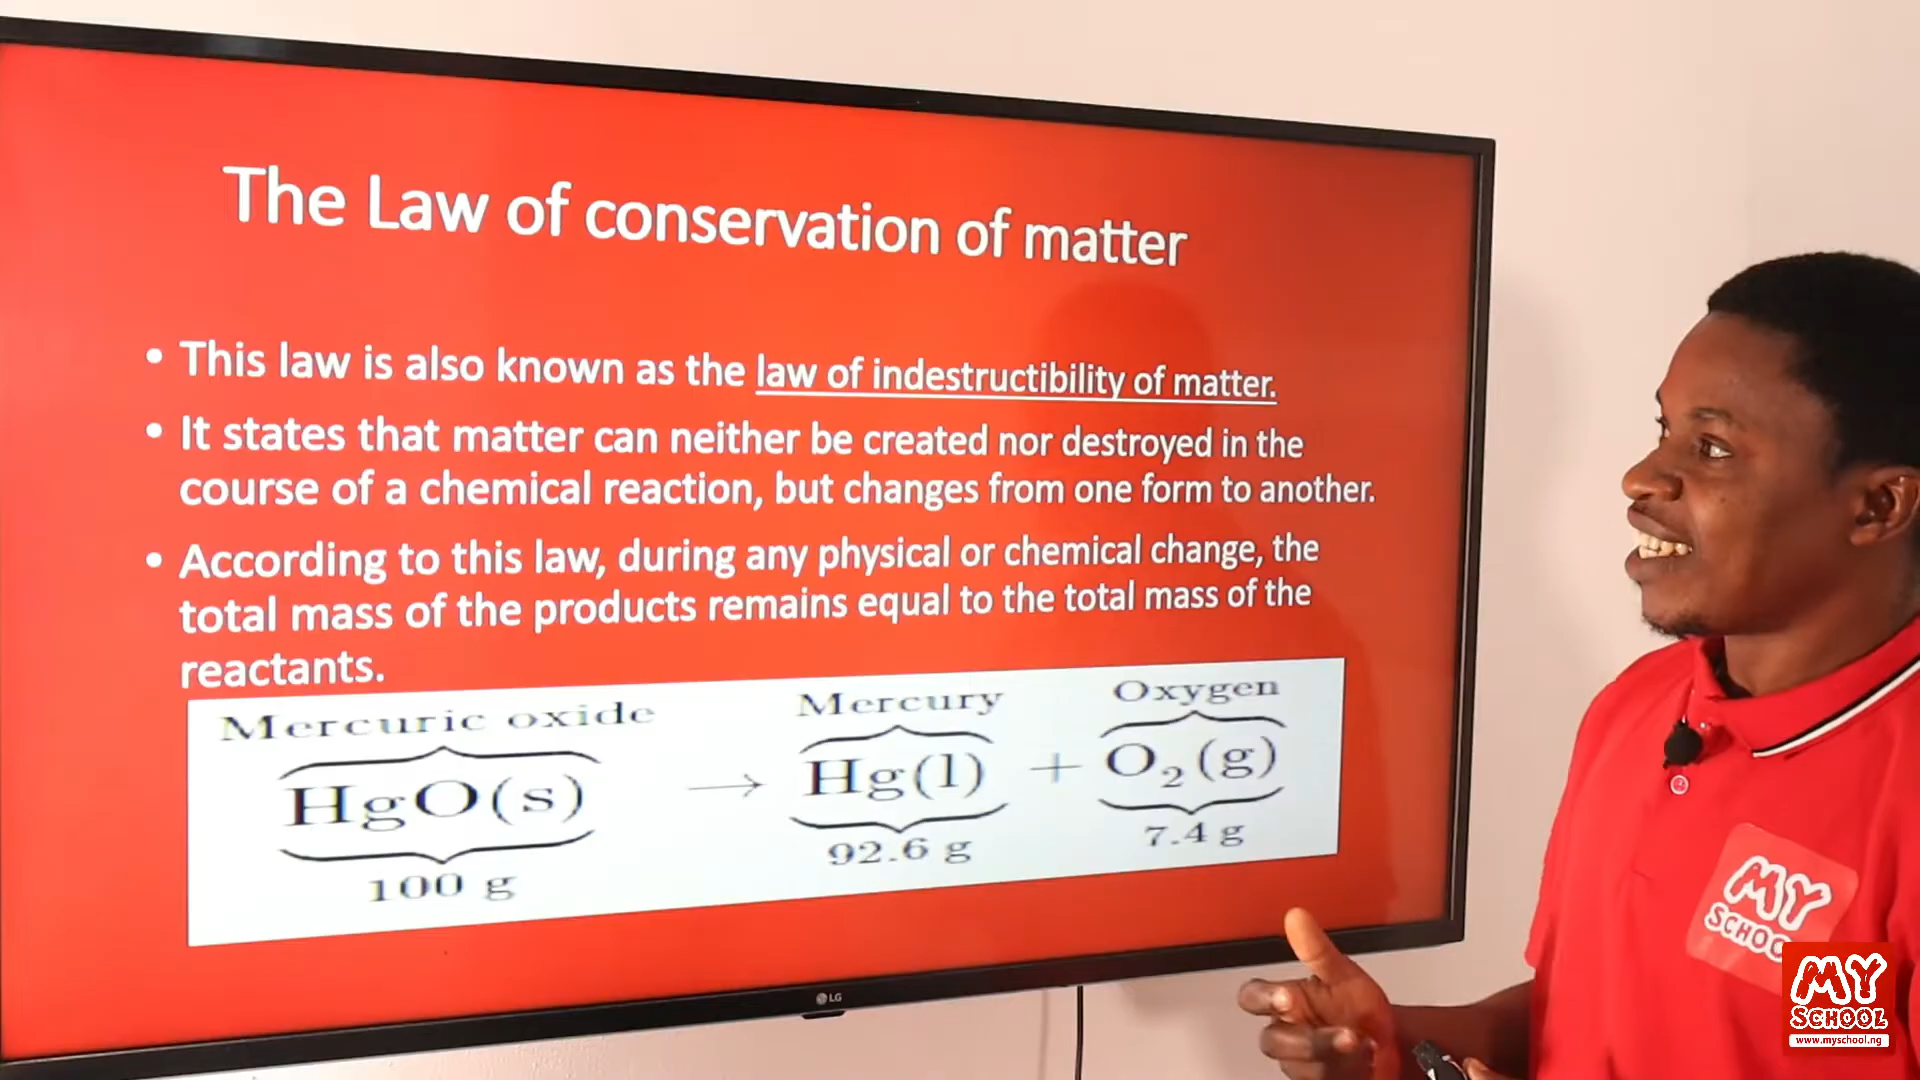 The Law of conservation of matter
• This law is also known as the law of indestructibility of matter.
• It states that matter can neither be created nor destroyed in the
course of a chemical reaction, but changes from one form to another.
• According to this law, during any physical or chemical change, the
total mass of the products remains equal to the total mass of the
reactants.
Mercuric oxide Mercury Oxygen
HgO(s) → Hg(l) + O₂(g)
100 g 92.6 g 7.4 g
LG
MY
SCHOO
MY
SCHOOL
www.myschool.ng